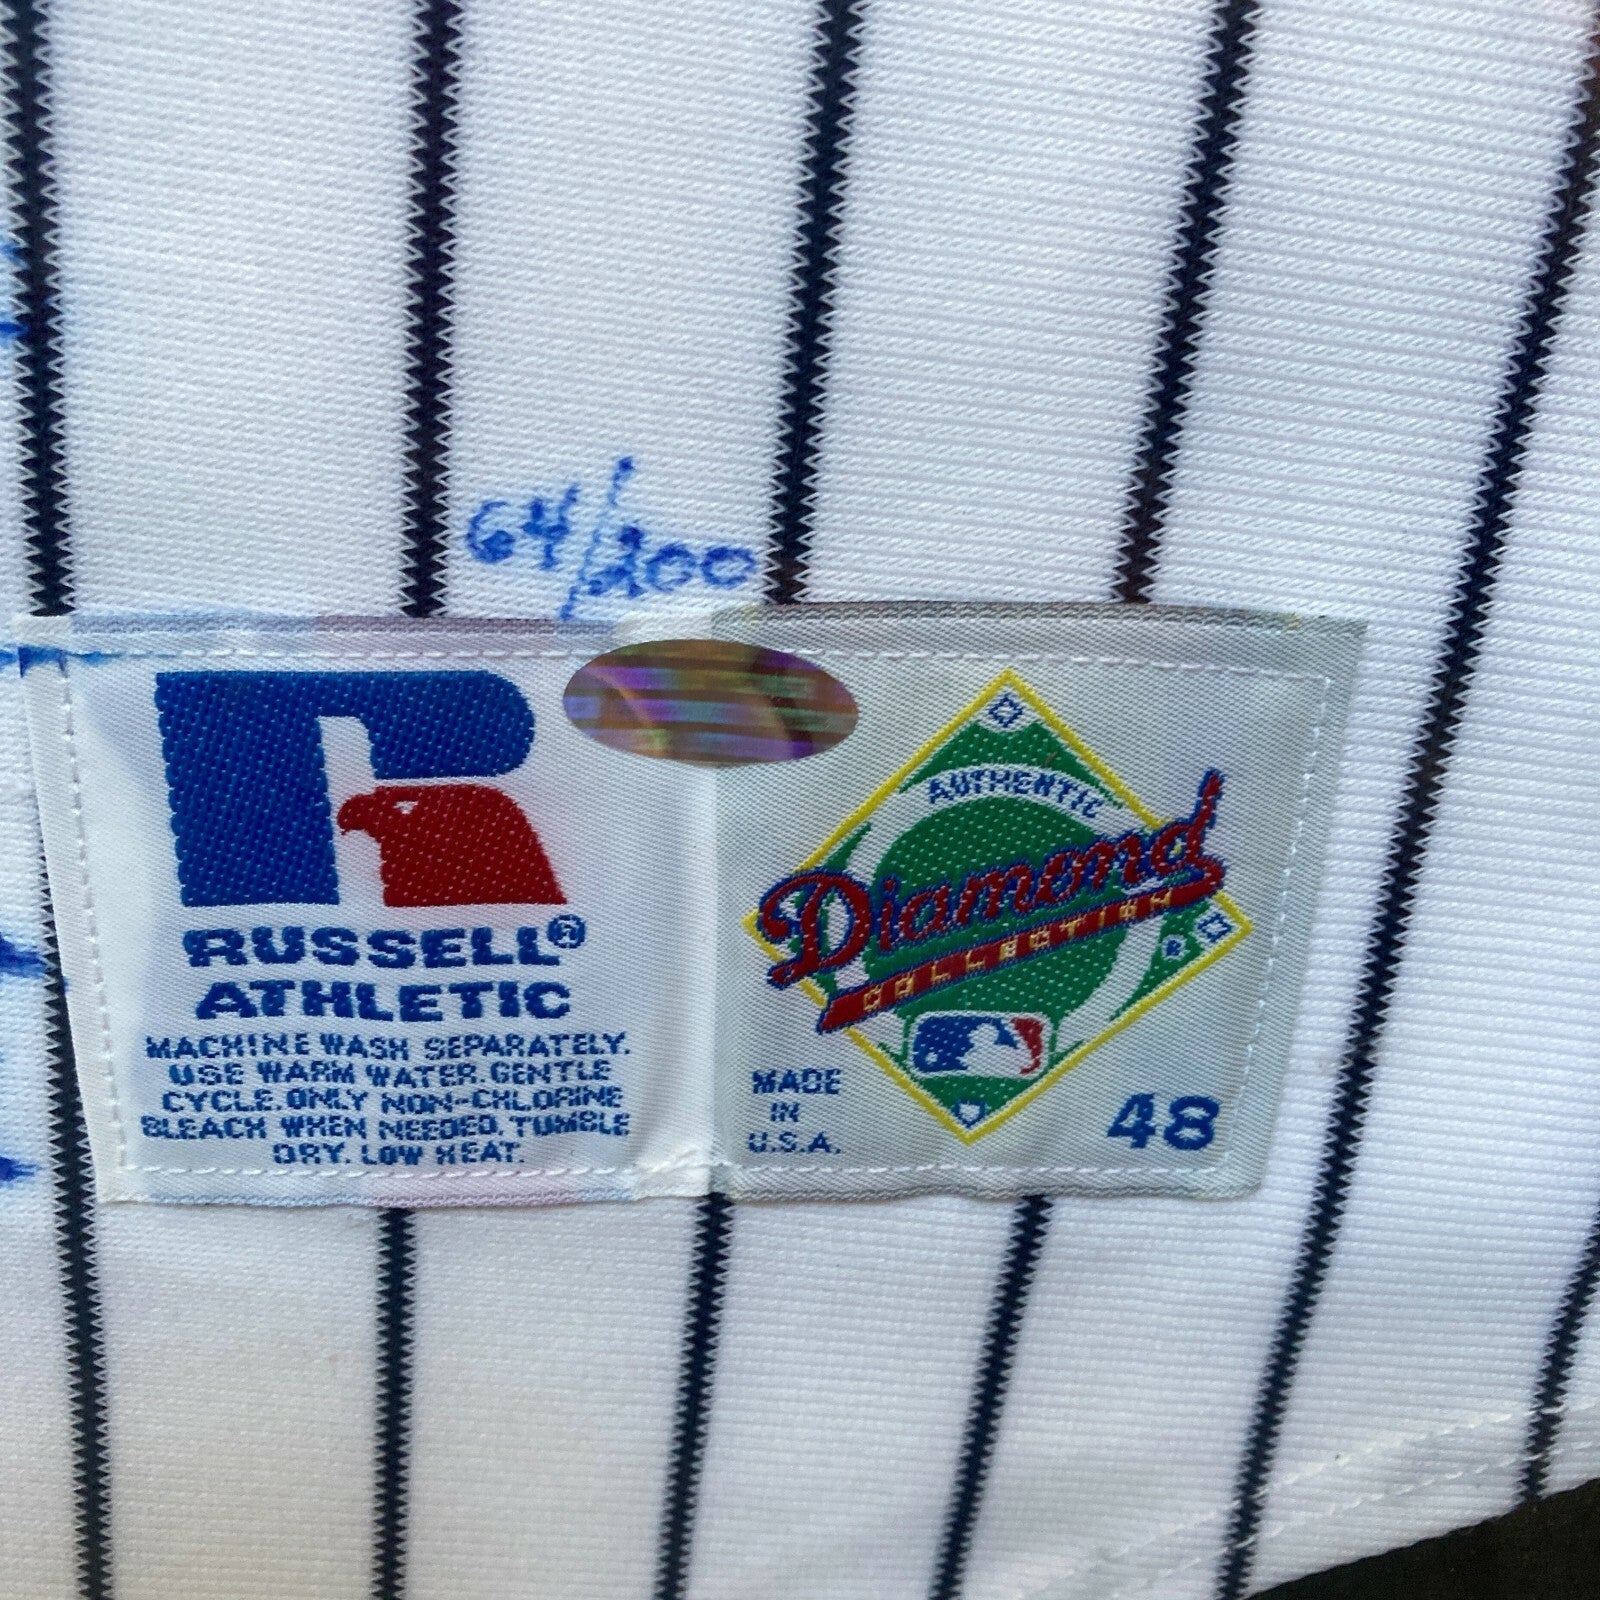 64/200
RUSSELL®
ATHLETIC
MACHINE WASH SEPARATELY.
USE WARM WATER. GENTLE
CYCLE. ONLY NON-CHLORINE
BLEACH WHEN NEEDED. TUMBLE
DRY. LOW HEAT.
AUTHENTIC
Diamond
COLLECTION
MADE
IN
U.S.A.
48